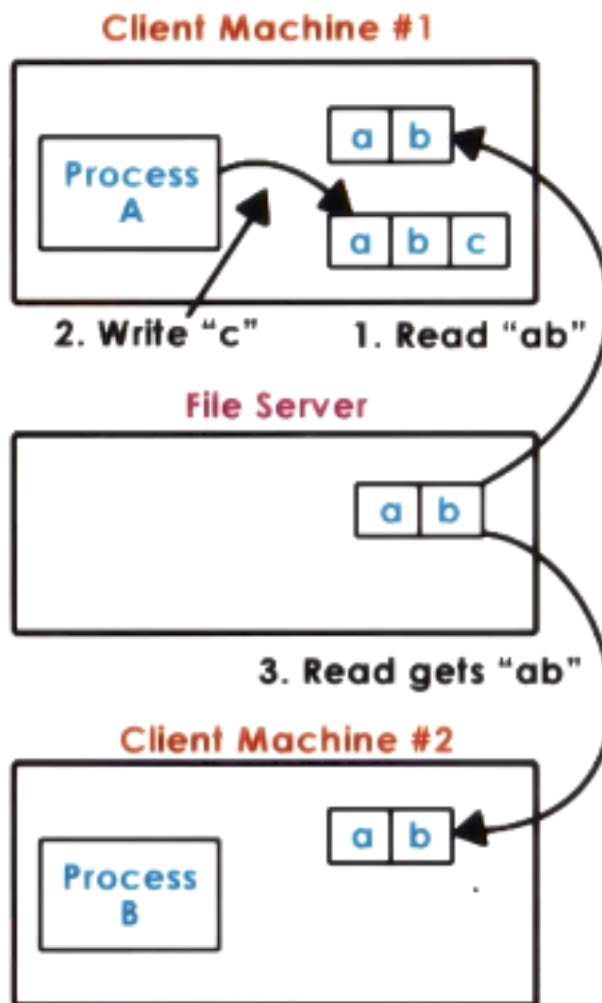 Client Machine #1
a b
Process
A
a b c
2. Write “c”
1. Read “ab”
File Server
a b
3. Read gets “ab”
Client Machine #2
a b
Process
B